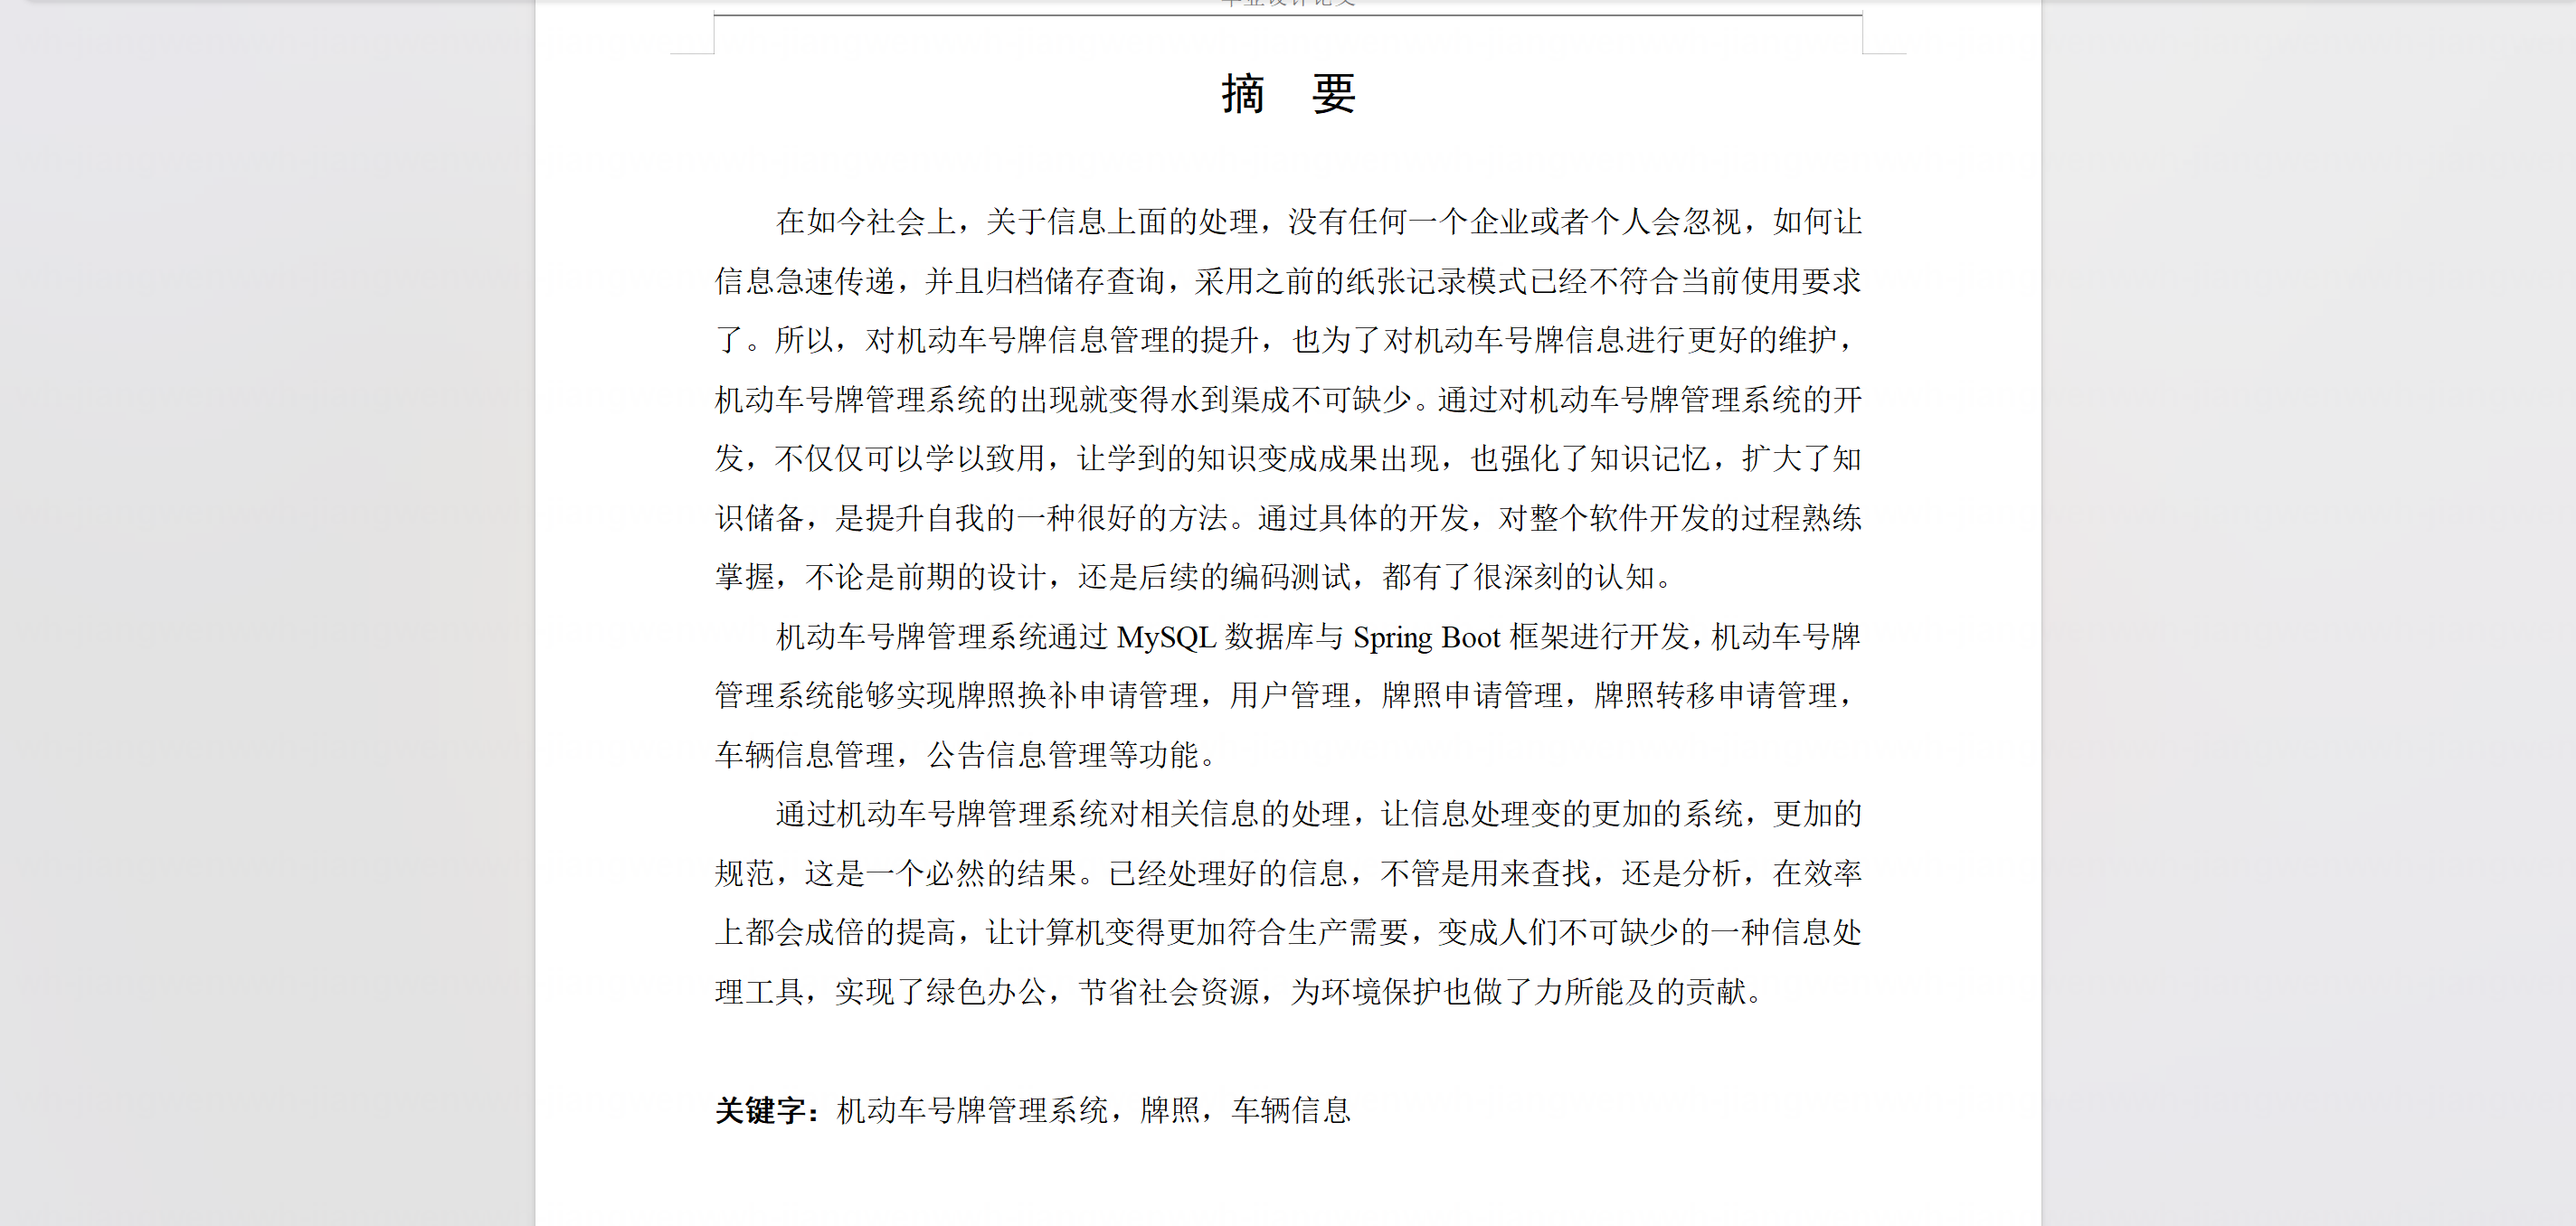 毕业设计论文
摘 要
在如今社会上，关于信息上面的处理，没有任何一个企业或者个人会忽视，如何让
信息急速传递，并且归档储存查询，采用之前的纸张记录模式已经不符合当前使用要求
了。所以，对机动车号牌信息管理的提升，也为了对机动车号牌信息进行更好的维护，
机动车号牌管理系统的出现就变得水到渠成不可缺少。通过对机动车号牌管理系统的开
发，不仅仅可以学以致用，让学到的知识变成成果出现，也强化了知识记忆，扩大了知
识储备，是提升自我的一种很好的方法。通过具体的开发，对整个软件开发的过程熟练
掌握，不论是前期的设计，还是后续的编码测试，都有了很深刻的认知。
机动车号牌管理系统通过 MySQL 数据库与 Spring Boot 框架进行开发，机动车号牌
管理系统能够实现牌照换补申请管理，用户管理，牌照申请管理，牌照转移申请管理，
车辆信息管理，公告信息管理等功能。
通过机动车号牌管理系统对相关信息的处理，让信息处理变的更加的系统，更加的
规范，这是一个必然的结果。已经处理好的信息，不管是用来查找，还是分析，在效率
上都会成倍的提高，让计算机变得更加符合生产需要，变成人们不可缺少的一种信息处
理工具，实现了绿色办公，节省社会资源，为环境保护也做了力所能及的贡献。
关键字：机动车号牌管理系统，牌照，车辆信息